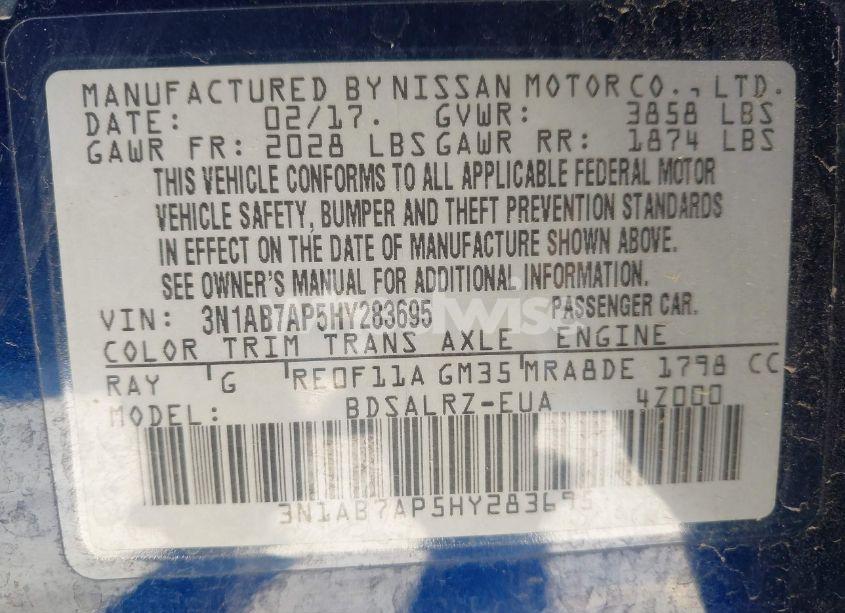 MANUFACTURED BY NISSAN MOTOR CO., LTD.
DATE: 02/17. GVWR: 3858 LBS
GAWR FR: 2028 LBS GAWR RR: 1874 LBS
THIS VEHICLE CONFORMS TO ALL APPLICABLE FEDERAL MOTOR
VEHICLE SAFETY, BUMPER AND THEFT PREVENTION STANDARDS
IN EFFECT ON THE DATE OF MANUFACTURE SHOWN ABOVE.
SEE OWNER'S MANUAL FOR ADDITIONAL INFORMATION.
VIN: 3N1AB7AP5HY283695 PASSENGER CAR.
COLOR TRIM TRANS AXLE ENGINE
RAY G RE0F11A GM35 MRA8DE 1798 CC
MODEL: BDSALRZ-EUA 4Z000
3N1AB7AP5HY283695